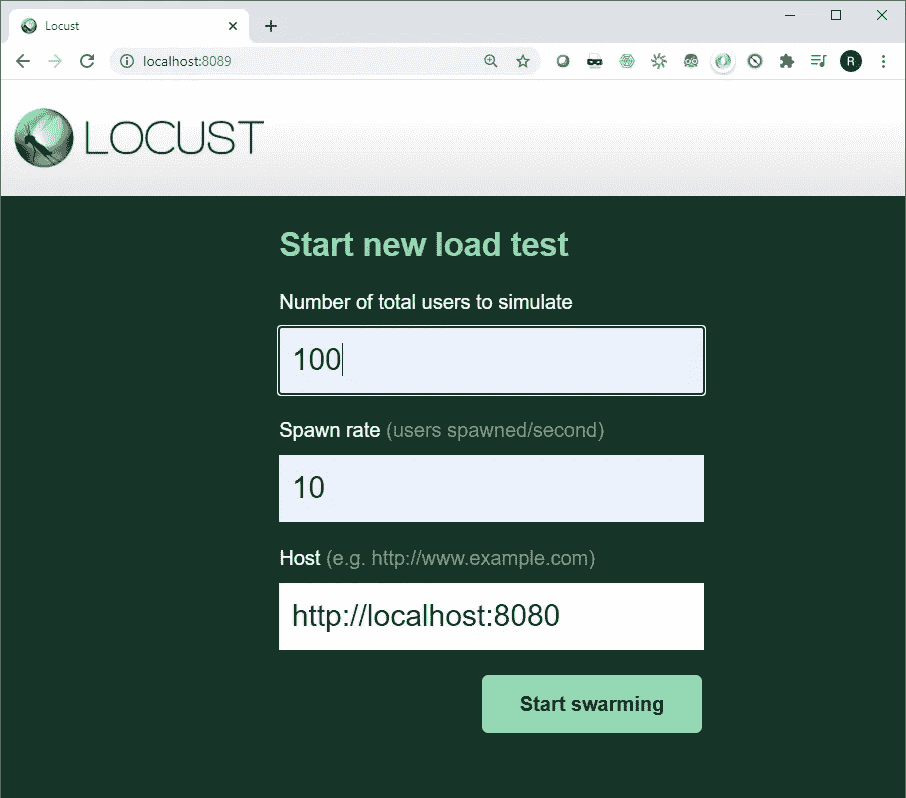 Locust
localhost:8089
R
LOCUST
Start new load test
Number of total users to simulate
100
Spawn rate (users spawned/second)
10
Host (e.g. http://www.example.com)
http://localhost:8080
Start swarming